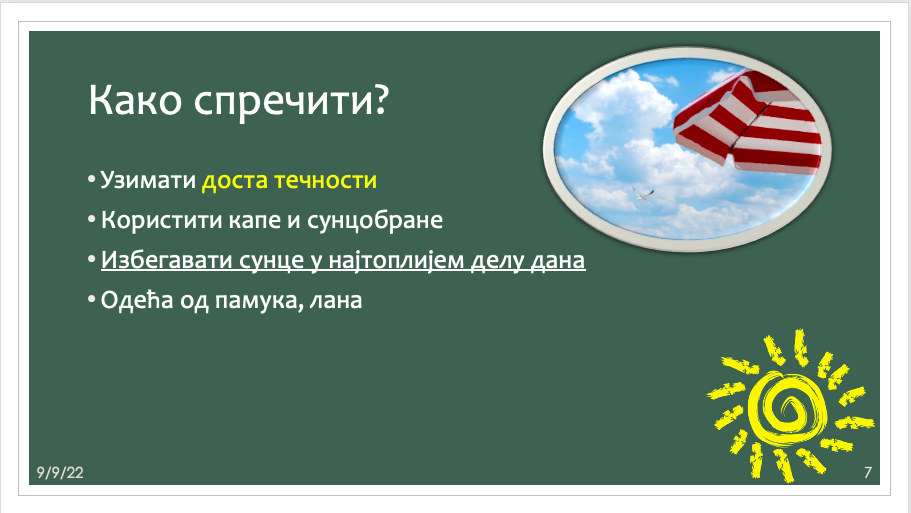 Како спречити?
• Узимати доста течности
• Користити капе и сунцобране
• Избегавати сунце у најтоплијем делу дана
• Одећа од памука, лана
9/9/22
7